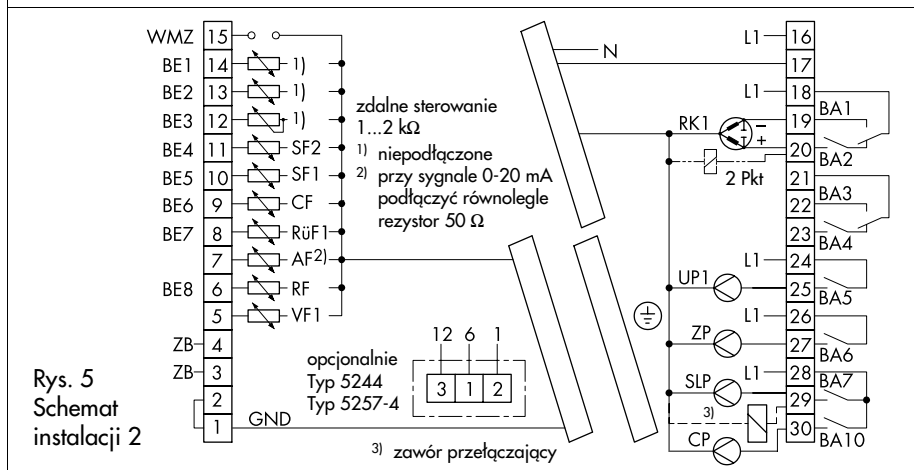 WMZ 15
BE1 14 1)
BE2 13 1)
BE3 12 1)
BE4 11 SF2
BE5 10 SF1
BE6 9 CF
BE7 8 RüF1
7 AF2)
BE8 6 RF
5 VF1
ZB 4
ZB 3
2
1 GND
zdalne sterowanie
1...2 kΩ
1) niepodłączone
2) przy sygnale 0-20 mA
podłączyć równolegle
rezystor 50 Ω
12 6 1
opcjonalnie
Typ 5244
Typ 5257-4
3 1 2
3) zawór przełączający
Rys. 5
Schemat
instalacji 2
N
L1 16
17
L1 18
BA1
RK1 − 19
+ 20
BA2
2 Pkt
21
BA3
22
23
BA4
L1 24
UP1 25
BA5
L1 26
ZP 27
BA6
L1 28
BA7
SLP 29
3)
CP 30
BA10